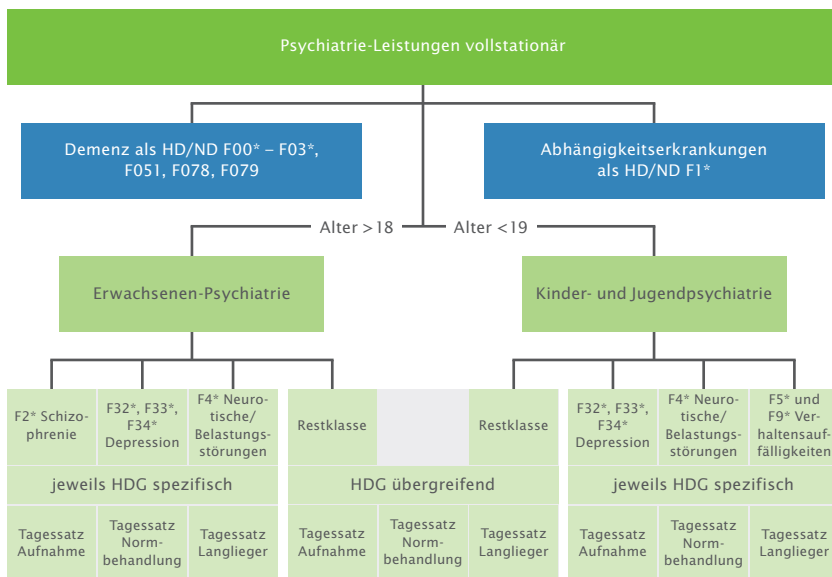 Psychiatrie-Leistungen vollstationär
Demenz als HD/ND F00* – F03*,
F051, F078, F079
Abhängigkeitserkrankungen
als HD/ND F1*
Alter >18
Alter <19
Erwachsenen-Psychiatrie
Kinder- und Jugendpsychiatrie
F2* Schizo-
phrenie
F32*, F33*,
F34*
Depression
F4* Neuro-
tische/
Belastungs-
störungen
Restklasse
Restklasse
F32*, F33*,
F34*
Depression
F4* Neuro-
tische/
Belastungs-
störungen
F5* und
F9* Ver-
haltensauf-
fälligkeiten
jeweils HDG spezifisch
HDG übergreifend
jeweils HDG spezifisch
Tagessatz
Aufnahme
Tagessatz
Norm-
behandlung
Tagessatz
Langlieger
Tagessatz
Aufnahme
Tagessatz
Norm-
behandlung
Tagessatz
Langlieger
Tagessatz
Aufnahme
Tagessatz
Norm-
behandlung
Tagessatz
Langlieger